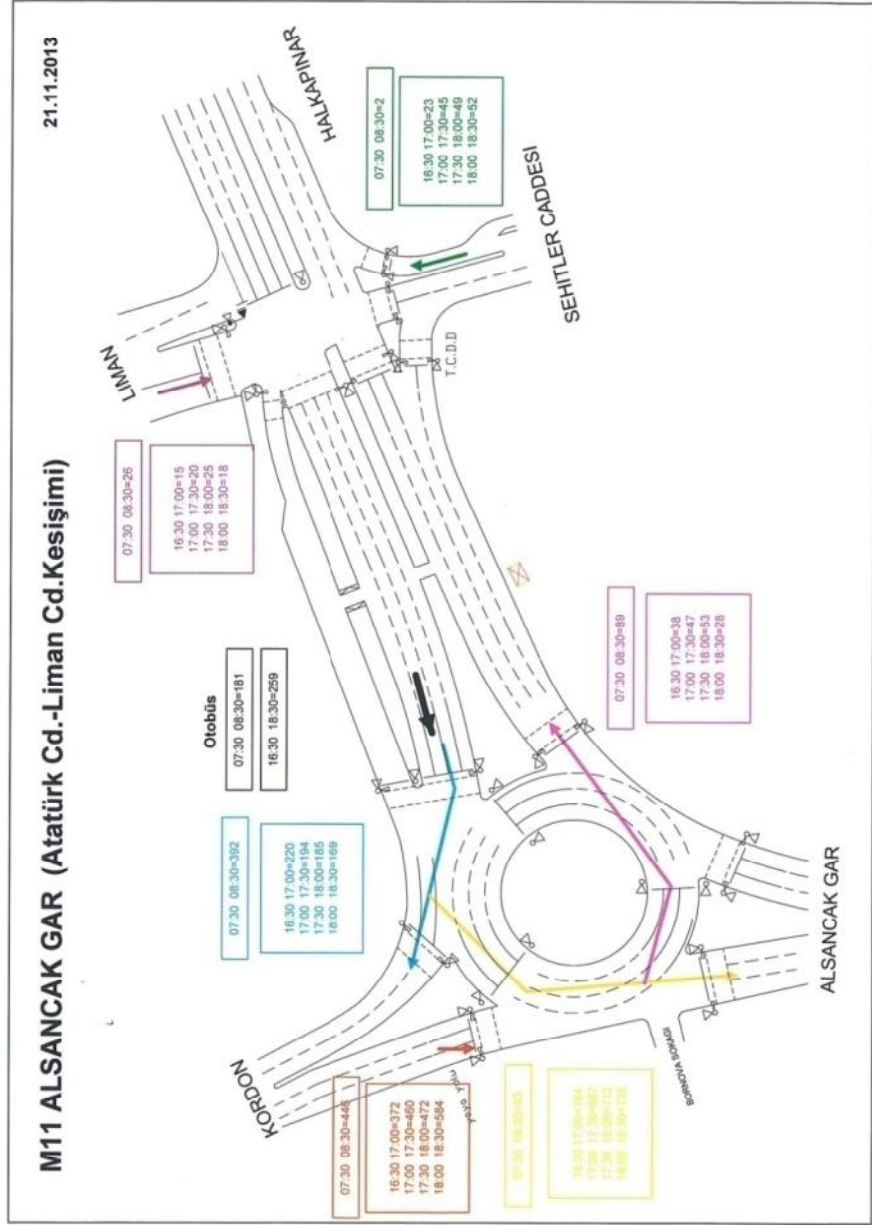 M11 ALSANCAK GAR (Atatürk Cd.-Liman Cd.Kesişimi)
21.11.2013
LIMAN
HALKAPINAR
07:30 08:30=26
16:30 17:00=15
17:00 17:30=20
17:30 18:00=25
18:00 18:30=18
07:30 08:30=2
16:30 17:00=23
17:00 17:30=45
17:30 18:00=49
18:00 18:30=52
SEHITLER CADDESI
T.C.D.D
Otobüs
07:30 08:30=181
16:30 18:30=259
07:30 08:30=392
16:30 17:00=220
17:00 17:30=194
17:30 18:00=185
18:00 18:30=169
07:30 08:30=89
16:30 17:00=38
17:00 17:30=47
17:30 18:00=53
18:00 18:30=28
KORDON
yaya yolu
07:30 08:30=446
16:30 17:00=372
17:00 17:30=460
17:30 18:00=472
18:00 18:30=584
BORNOVA SOKAGI
ALSANCAK GAR